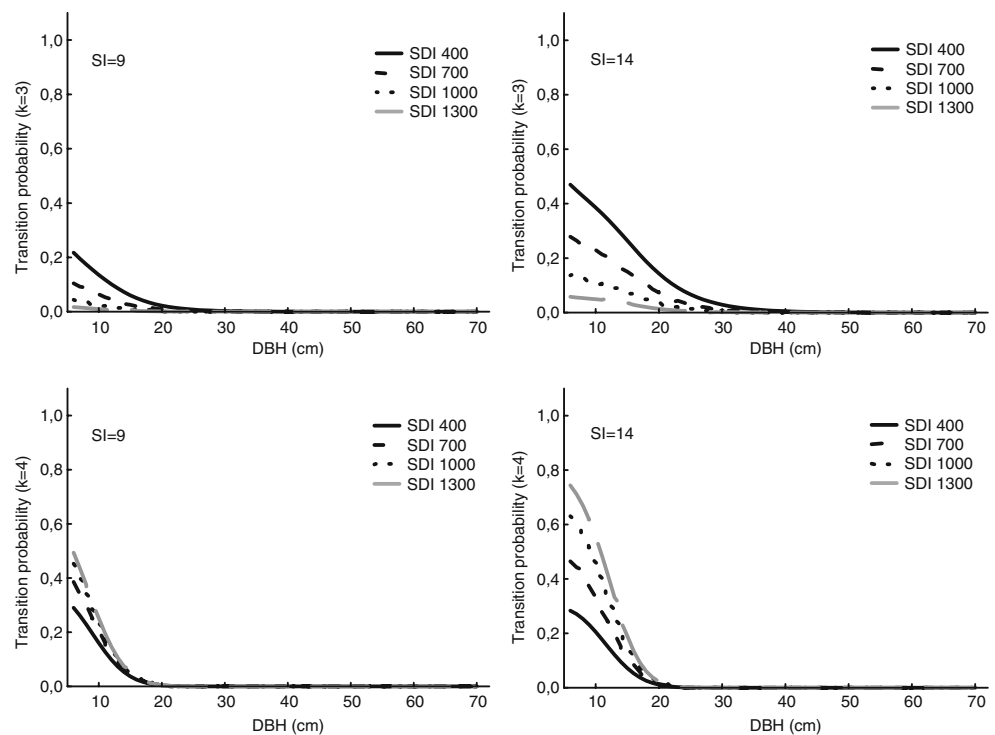 Transition probability (k=3)
1,0
0,8
0,6
0,4
0,2
0,0
SI=9
SDI 400
SDI 700
SDI 1000
SDI 1300
10 20 30 40 50 60 70
DBH (cm)
Transition probability (k=3)
1,0
0,8
0,6
0,4
0,2
0,0
SI=14
SDI 400
SDI 700
SDI 1000
SDI 1300
10 20 30 40 50 60 70
DBH (cm)
Transition probability (k=4)
1,0
0,8
0,6
0,4
0,2
0,0
SI=9
SDI 400
SDI 700
SDI 1000
SDI 1300
10 20 30 40 50 60 70
DBH (cm)
Transition probability (k=4)
1,0
0,8
0,6
0,4
0,2
0,0
SI=14
SDI 400
SDI 700
SDI 1000
SDI 1300
10 20 30 40 50 60 70
DBH (cm)